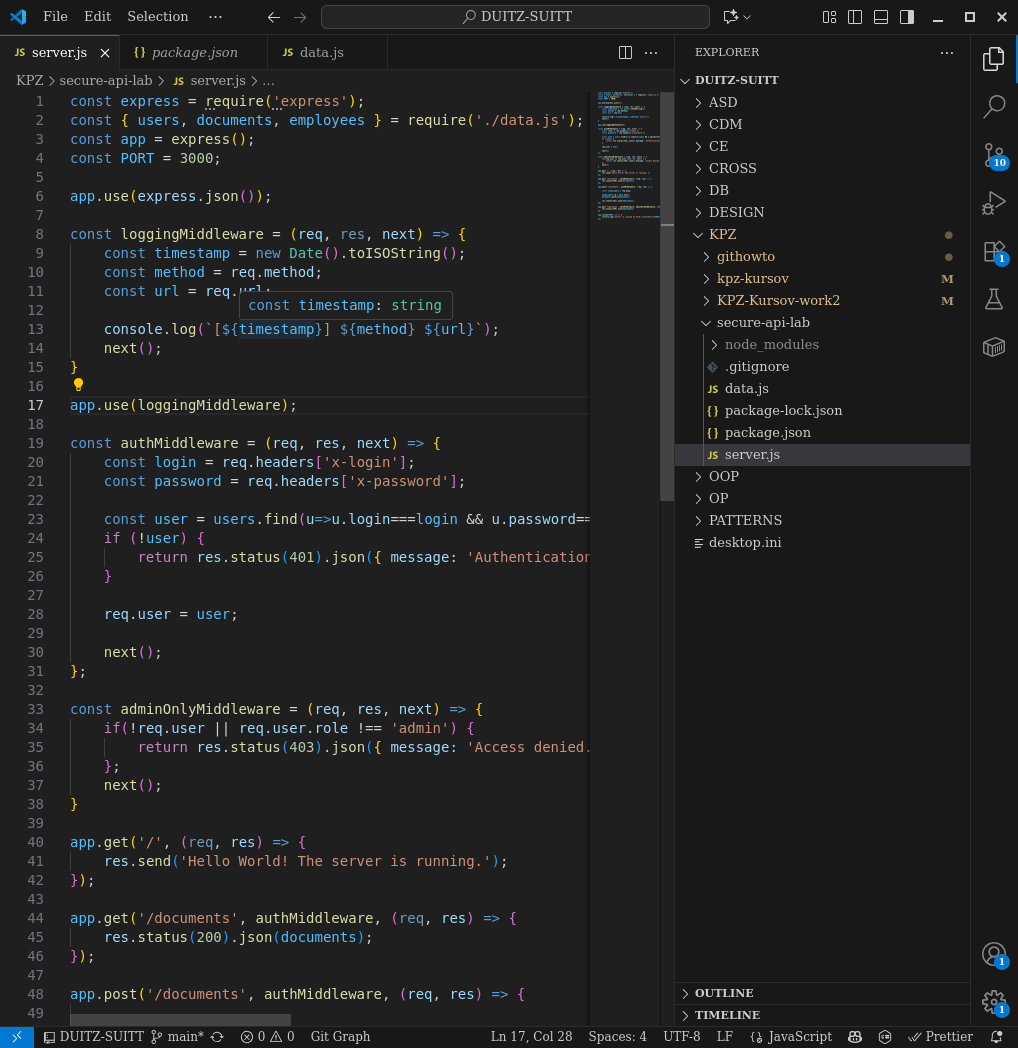 File Edit Selection ··· DUITZ-SUITT
JS server.js
{} package.json
JS data.js
KPZ > secure-api-lab > JS server.js > ...
1 const express = require('express');
2 const { users, documents, employees } = require('./data.js');
3 const app = express();
4 const PORT = 3000;
5
6 app.use(express.json());
7
8 const loggingMiddleware = (req, res, next) => {
9 const timestamp = new Date().toISOString();
10 const method = req.method;
11 const url = req.url;
const timestamp: string
12
13 console.log(`[${timestamp}] ${method} ${url}`);
14 next();
15 }
16
17 app.use(loggingMiddleware);
18
19 const authMiddleware = (req, res, next) => {
20 const login = req.headers['x-login'];
21 const password = req.headers['x-password'];
22
23 const user = users.find(u=>u.login===login && u.password==
24 if (!user) {
25 return res.status(401).json({ message: 'Authentication
26 }
27
28 req.user = user;
29
30 next();
31 };
32
33 const adminOnlyMiddleware = (req, res, next) => {
34 if(!req.user || req.user.role !== 'admin') {
35 return res.status(403).json({ message: 'Access denied.
36 };
37 next();
38 }
39
40 app.get('/', (req, res) => {
41 res.send('Hello World! The server is running.');
42 });
43
44 app.get('/documents', authMiddleware, (req, res) => {
45 res.status(200).json(documents);
46 });
47
48 app.post('/documents', authMiddleware, (req, res) => {
49
EXPLORER
DUITZ-SUITT
ASD
CDM
CE
CROSS
DB
DESIGN
KPZ
githowto
kpz-kursov M
KPZ-Kursov-work2 M
secure-api-lab
node_modules
.gitignore
JS data.js
{} package-lock.json
{} package.json
JS server.js
OOP
OP
PATTERNS
desktop.ini
OUTLINE
TIMELINE
10
1
1
1
DUITZ-SUITT main* 0 0 Git Graph Ln 17, Col 28 Spaces: 4 UTF-8 LF {} JavaScript Prettier